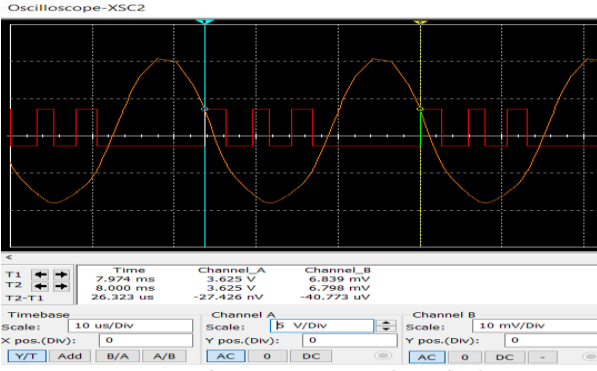 Oscilloscope-XSC2
<
T1
T2
T2-T1
Time Channel_A Channel_B
7.974 ms 3.625 V 6.839 mV
8.000 ms 3.625 V 6.798 mV
26.323 us -27.426 nV -40.773 uV
Timebase
Scale: 10 us/Div
X pos.(Div): 0
Y/T Add B/A A/B
Channel A
Scale: 5 V/Div
Y pos.(Div): 0
AC 0 DC
Channel B
Scale: 10 mV/Div
Y pos.(Div): 0
AC 0 DC -